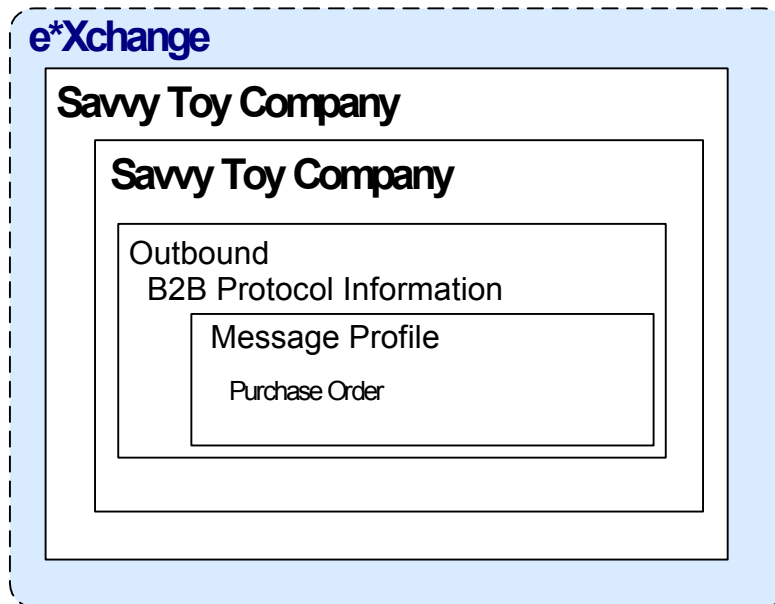 e*Xchange
Savvy Toy Company
Savvy Toy Company
Outbound
B2B Protocol Information
Message Profile
Purchase Order